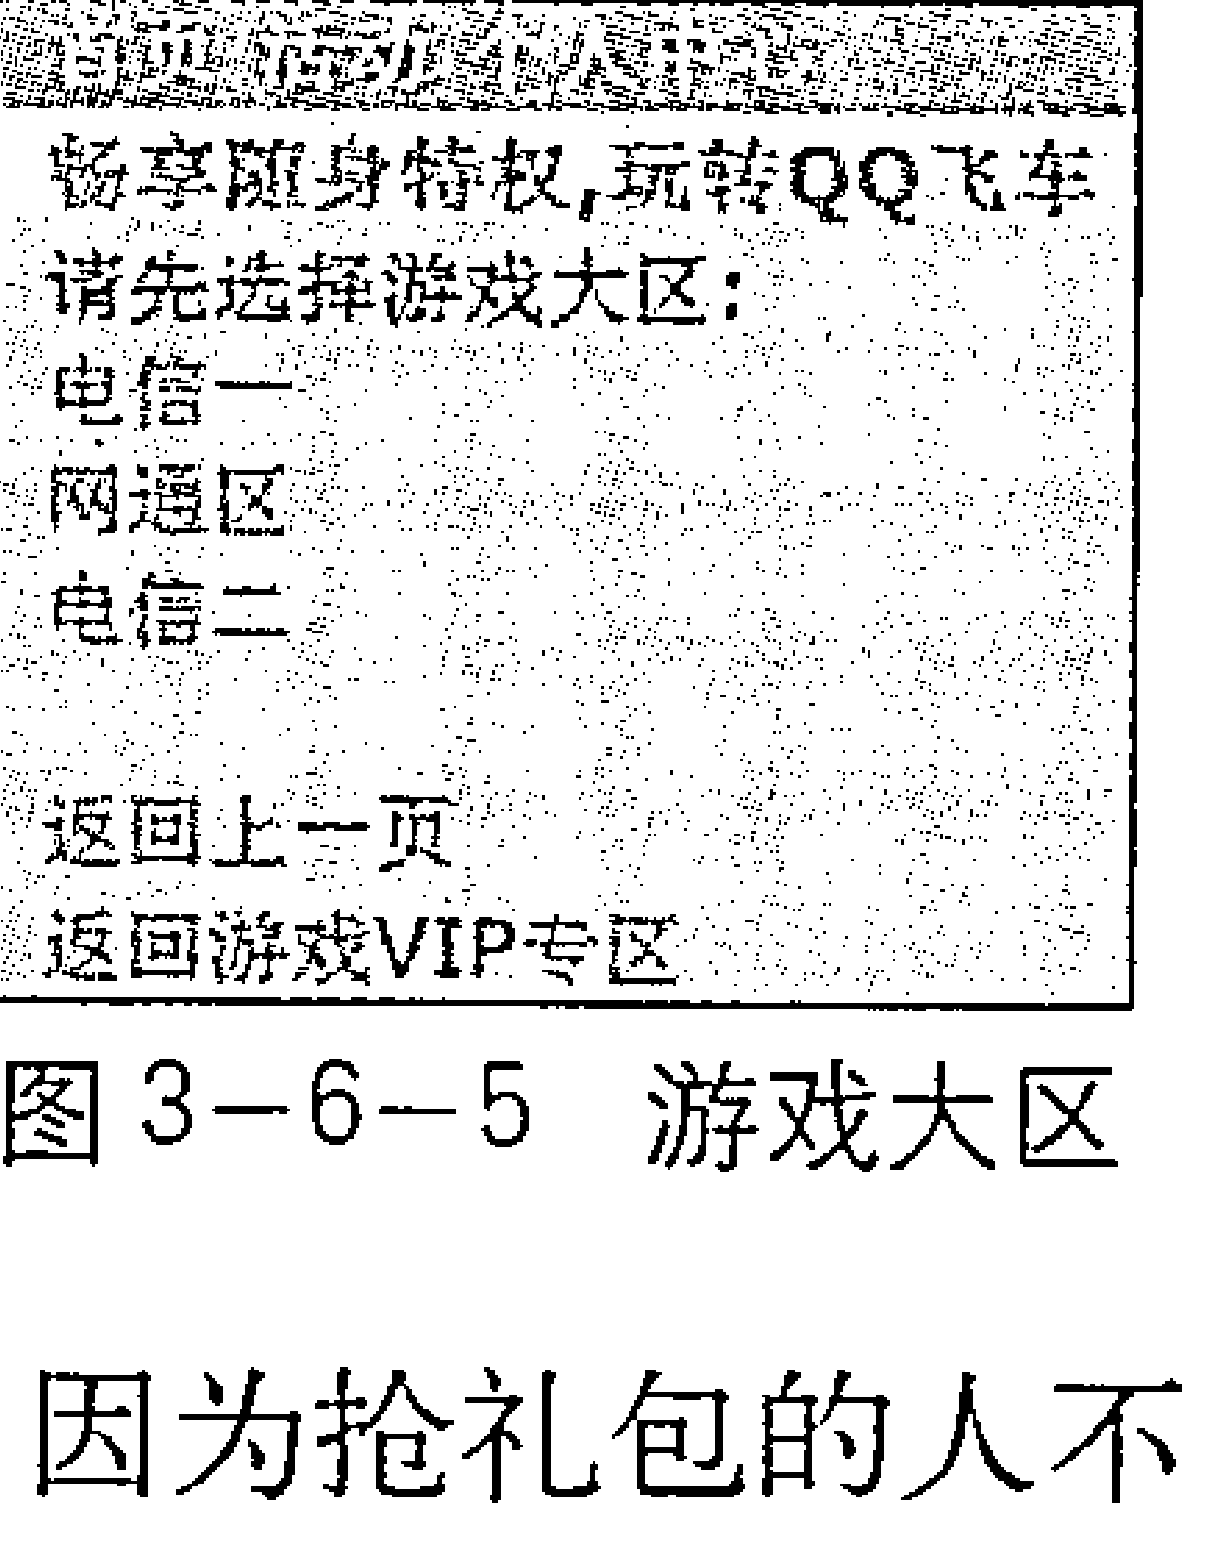 畅享随身特权,玩转QQ飞车
请先选择游戏大区:
电信一
网通区
电信二
返回上一页
返回游戏VIP专区
图 3－6－5 游戏大区
因为抢礼包的人不